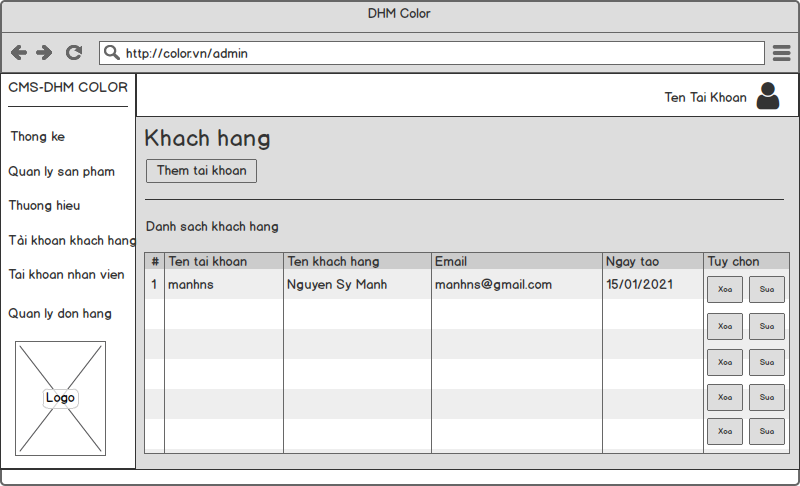 DHM Color
http://color.vn/admin
CMS-DHM COLOR
Ten Tai Khoan
Thong ke
Quan ly san pham
Thuong hieu
Tải khoan khach hang
Tai khoan nhan vien
Quan ly don hang
Logo
Khach hang
Them tai khoan
Danh sach khach hang
# Ten tai khoan Ten khach hang Email Ngay tao Tuy chon
1 manhns Nguyen Sy Manh manhns@gmail.com 15/01/2021 Xoa Sua
Xoa Sua
Xoa Sua
Xoa Sua
Xoa Sua